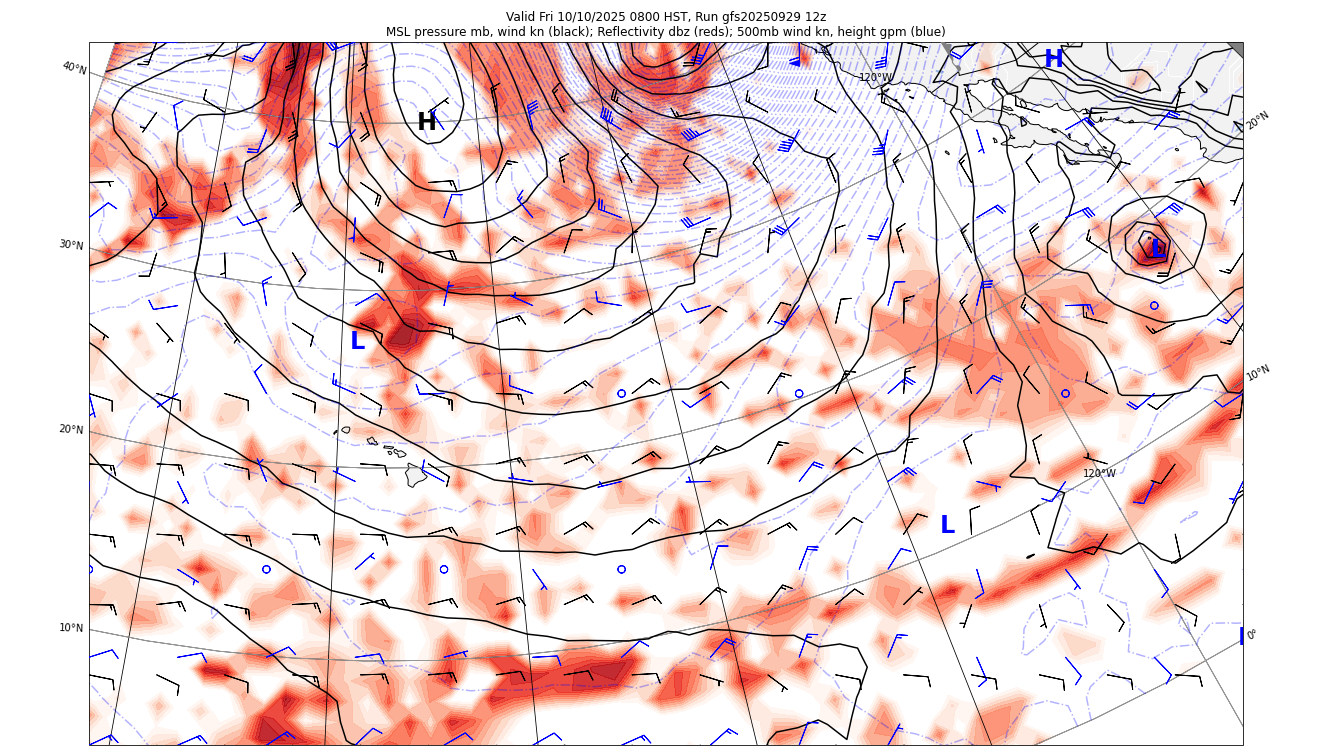 Valid Fri 10/10/2025 0800 HST, Run gfs20250929 12z
MSL pressure mb, wind kn (black); Reflectivity dbz (reds); 500mb wind kn, height gpm (blue)
H
40°N
120°W
H
20°N
30°N
L
L
10°N
20°N
120°W
L
10°N
0°